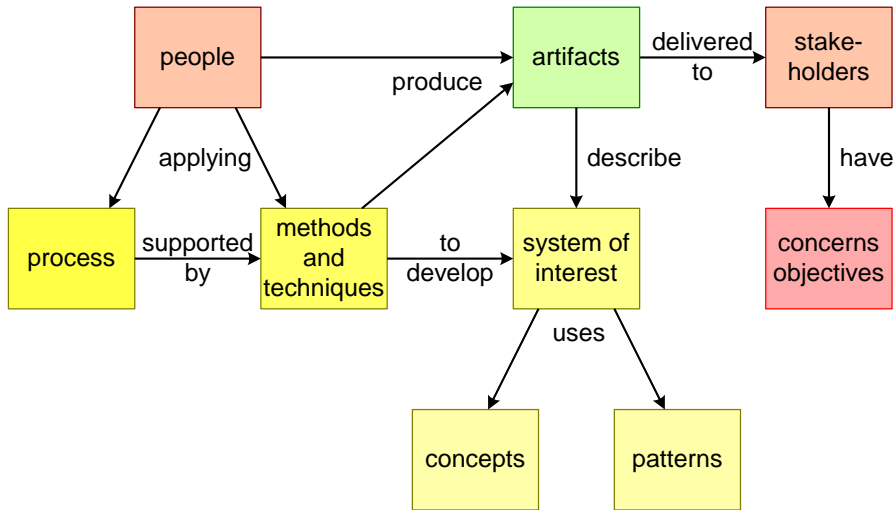 people
artifacts
delivered
to
stake-
holders
produce
applying
describe
have
process
supported
by
methods
and
techniques
to
develop
system of
interest
concerns
objectives
uses
concepts
patterns